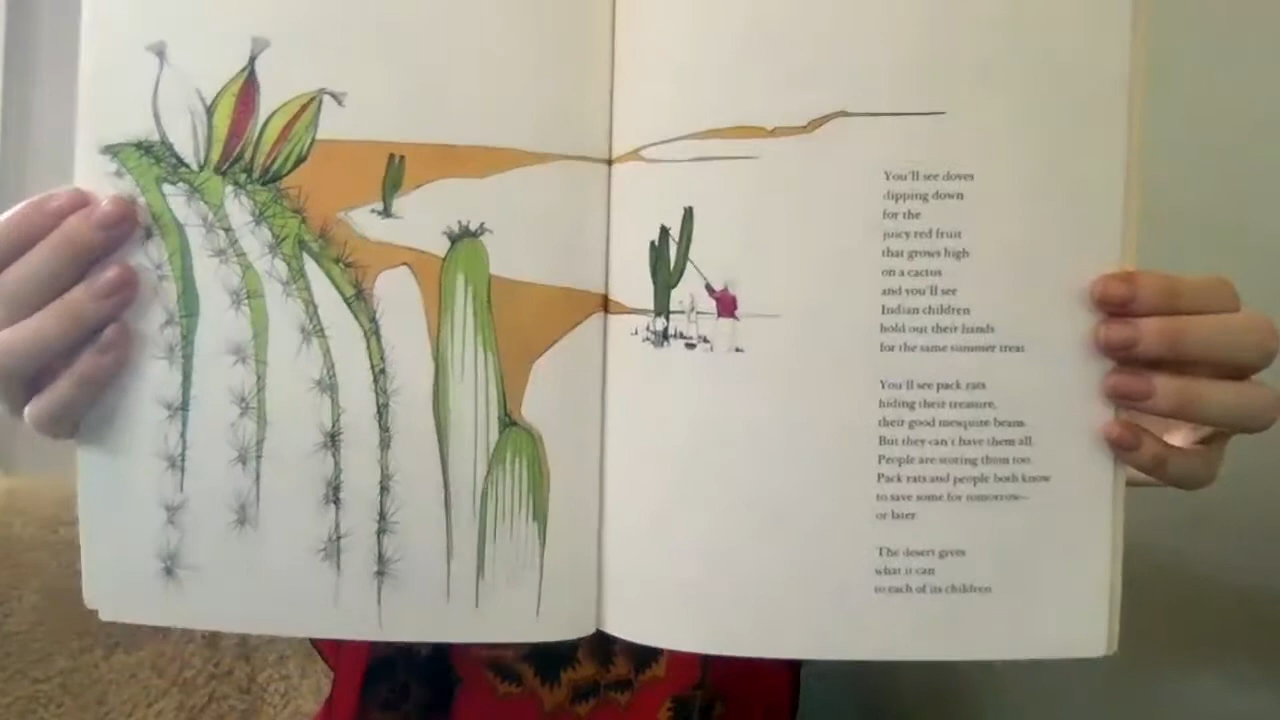 You'll see doves
dipping down
for the
juicy red fruit
that grows high
on a cactus
and you'll see
Indian children
hold out their hands
for the same summer treat.
You'll see pack rats
hiding their treasure,
their good mesquite beans.
But they can't have them all.
People are storing them too.
Pack rats and people both know
to save some for tomorrow—
or later.
The desert gives
what it can
to each of its children.